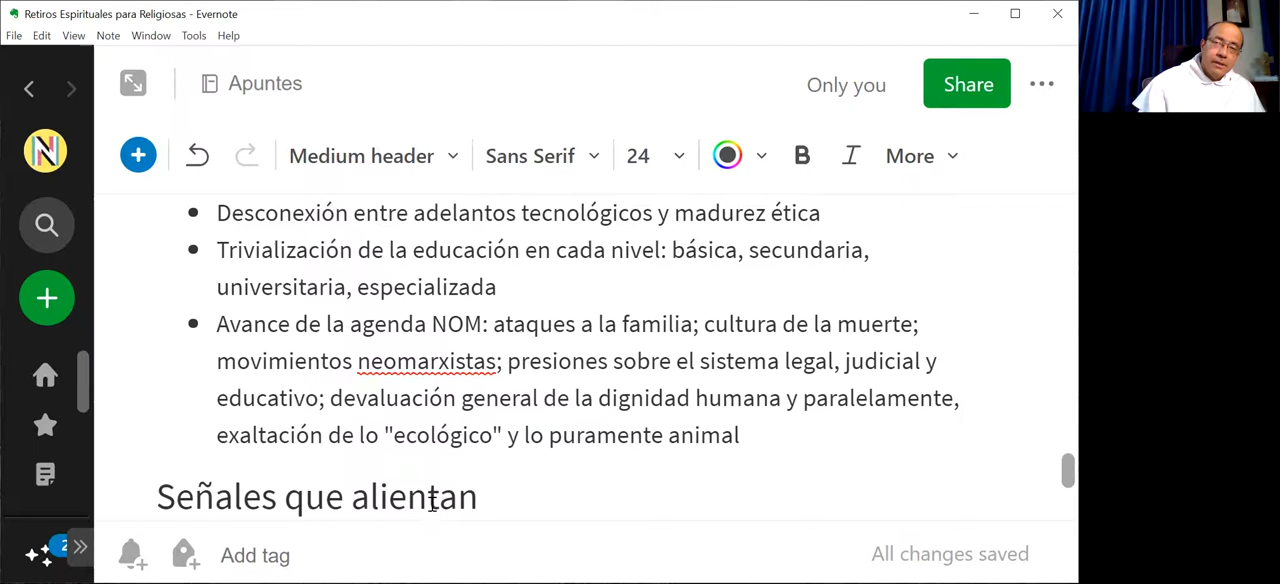 Retiros Espirituales para Religiosas - Evernote
File Edit View Note Window Tools Help
Apuntes
Only you
Share
Medium header
Sans Serif
24
B
I
More
N
Desconexión entre adelantos tecnológicos y madurez ética
Trivialización de la educación en cada nivel: básica, secundaria,
universitaria, especializada
Avance de la agenda NOM: ataques a la familia; cultura de la muerte;
movimientos neomarxistas; presiones sobre el sistema legal, judicial y
educativo; devaluación general de la dignidad humana y paralelamente,
exaltación de lo "ecológico" y lo puramente animal
Señales que alientan
2
Add tag
All changes saved